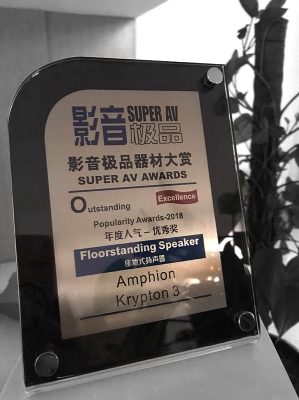 影音 SUPER AV
极品
影音极品器材大赏
SUPER AV AWARDS
Outstanding Excellence
Popularity Awards-2018
年度人气－优秀奖
Floorstanding Speaker
座地式扬声器
Amphion
Krypton 3